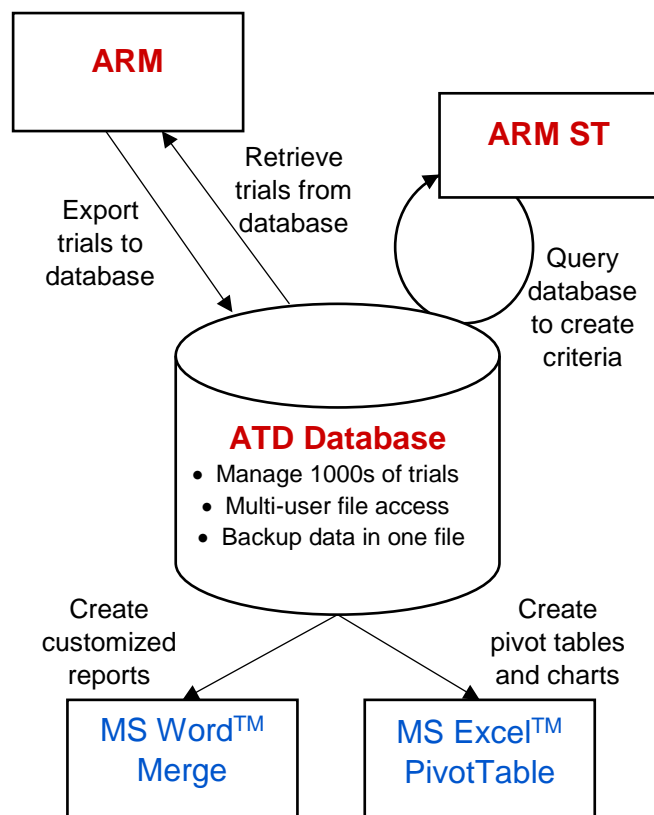 ARM
ARM ST
Retrieve
trials from
database
Export
trials to
database
Query
database
to create
criteria
ATD Database
• Manage 1000s of trials
• Multi-user file access
• Backup data in one file
Create
customized
reports
Create
pivot tables
and charts
MS Word™
Merge
MS Excel™
PivotTable